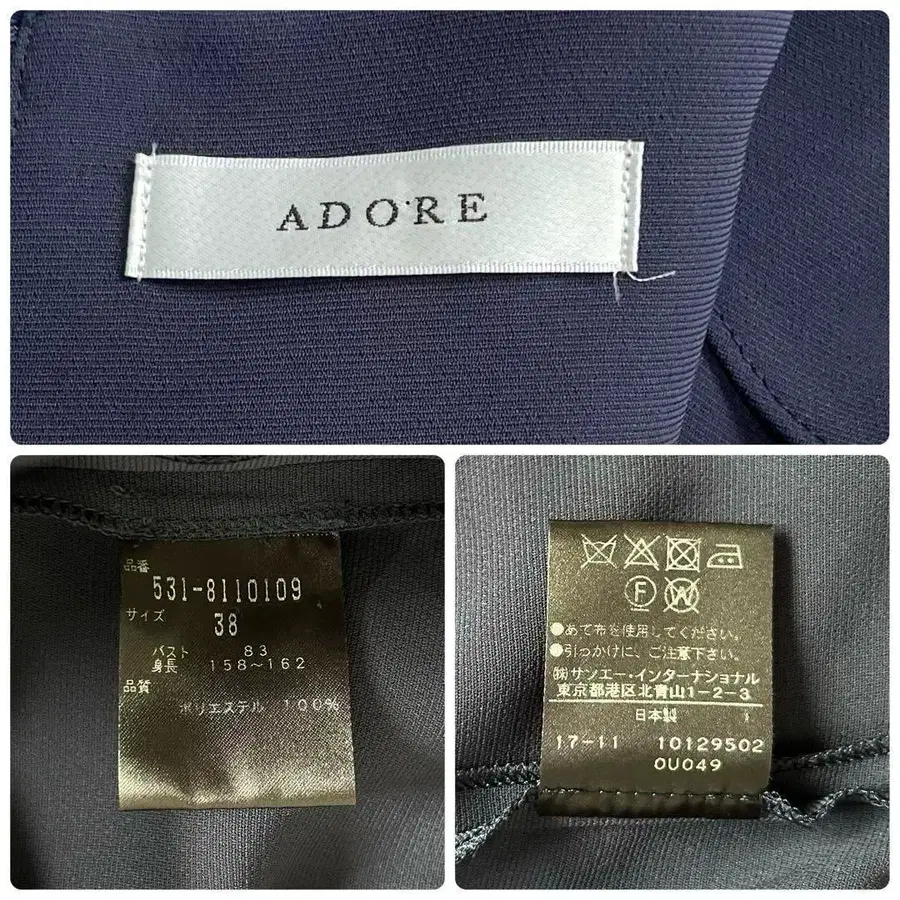 ADORE
品番
531-8110109
サイズ
38
バスト 83
身長 158～162
品質
ポリエステル 100%
F W
●あて布を使用してください。
●引っかけに、ご注意下さい。
㈱サンエー・インターナショナル
東京都港区北青山1-2-3
日本製 1
17-11 10129502
0U049